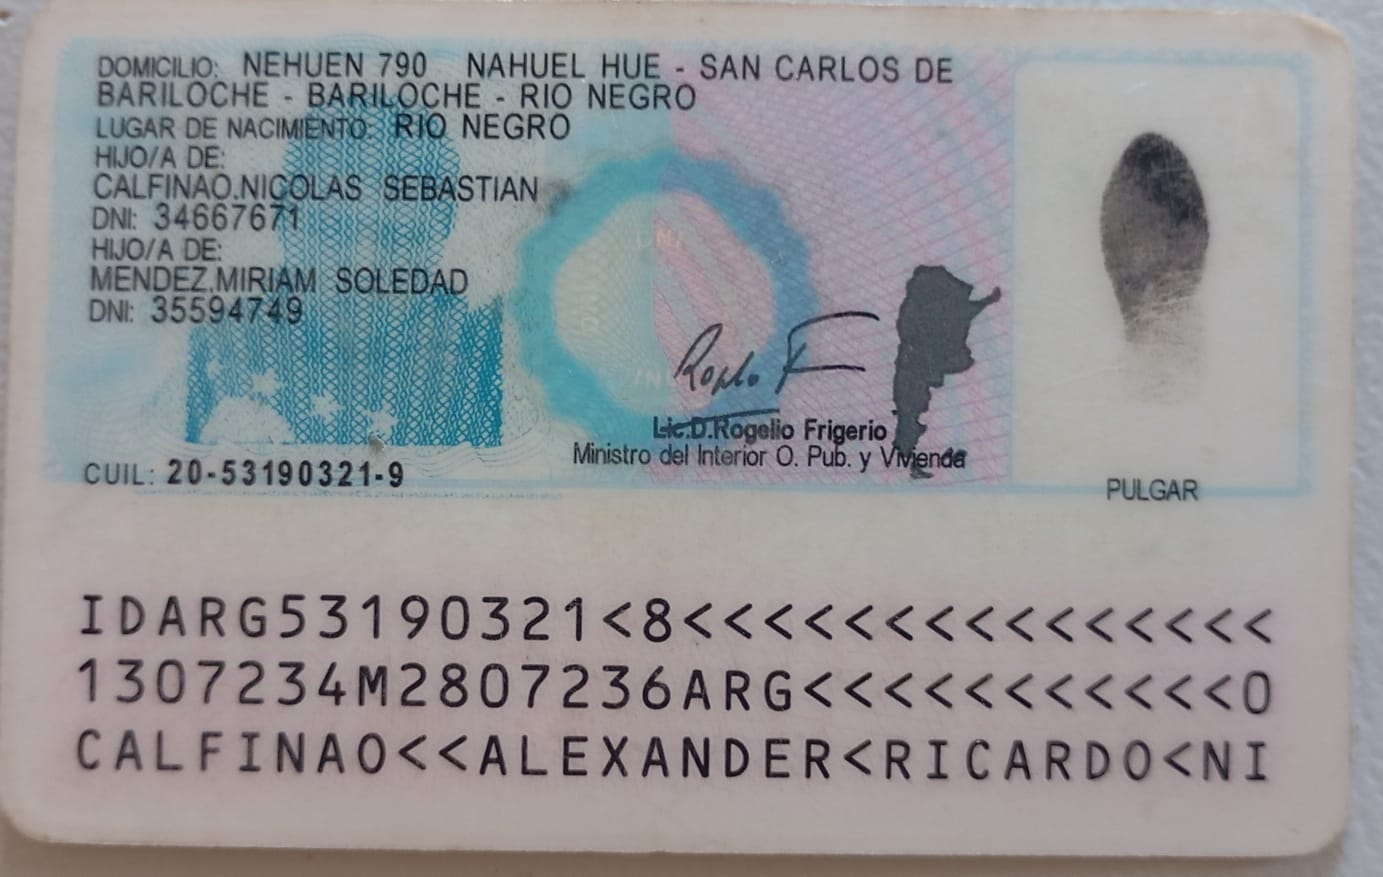 DOMICILIO: NEHUEN 790 NAHUEL HUE - SAN CARLOS DE
BARILOCHE - BARILOCHE - RIO NEGRO
LUGAR DE NACIMIENTO: RIO NEGRO
HIJO/A DE:
CALFINAO.NICOLAS SEBASTIAN
DNI: 34667671
HIJO/A DE:
MENDEZ,MIRIAM SOLEDAD
DNI: 35594749
Lic.D.Rogelio Frigerio
Ministro del Interior O. Pub. y Vivienda
CUIL: 20-53190321-9
PULGAR
IDARG53190321<8<<<<<<<<<<<<<<<
1307234M2807236ARG<<<<<<<<<<<0
CALFINAO<<ALEXANDER<RICARDO<NI